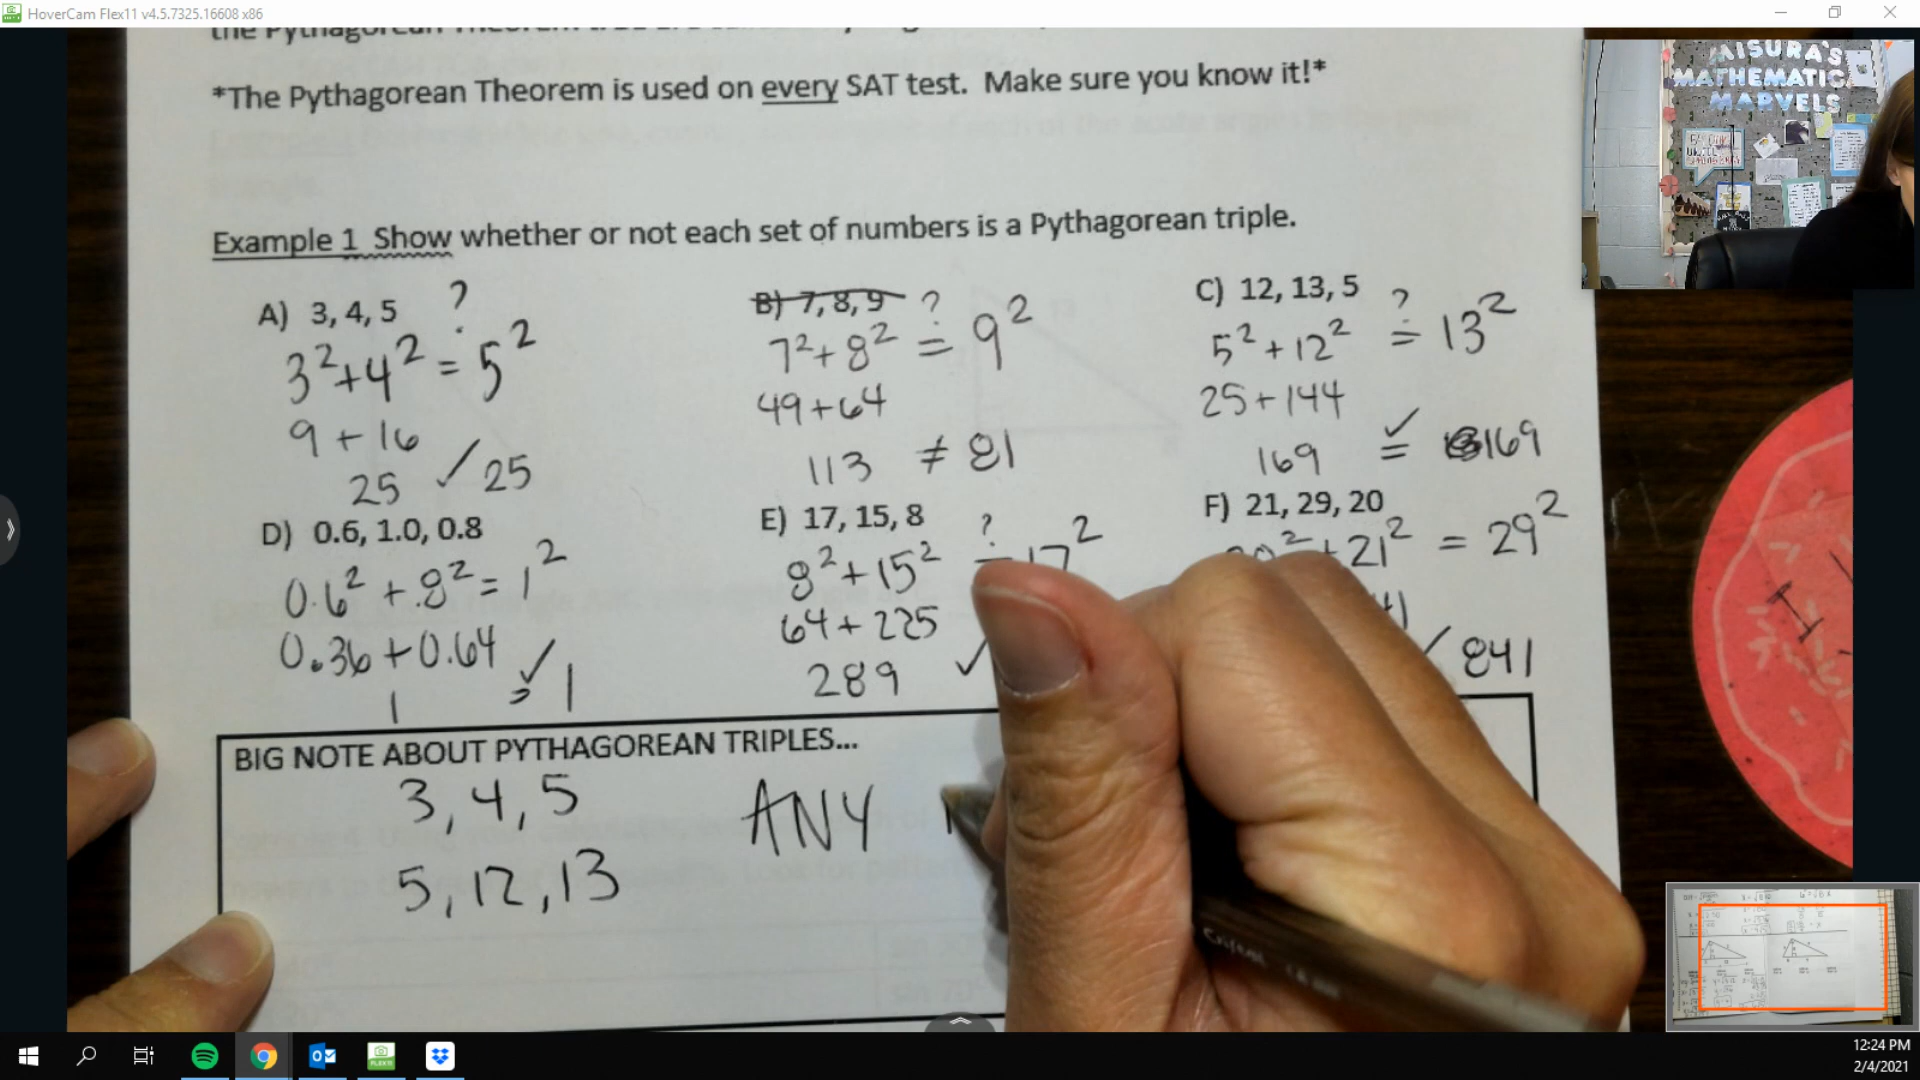 HoverCam Flex11 v4.5.7325.16608 x86
*The Pythagorean Theorem is used on every SAT test. Make sure you know it!*
Example 1 Show whether or not each set of numbers is a Pythagorean triple.
A) 3, 4, 5 ?
3² + 4² = 5²
9 + 16
25 ✓ 25
B) 7, 8, 9 ?
7² + 8² = 9²
49 + 64
113 ≠ 81
C) 12, 13, 5 ?
5² + 12² = 13²
25 + 144
169 =✓ 169
D) 0.6, 1.0, 0.8
0.6² + .8² = 1²
0.36 + 0.64
1 =✓ 1
E) 17, 15, 8 ?
8² + 15² = 17²
64 + 225
289 ✓
F) 21, 29, 20
20² + 21² = 29²
✓ 841
BIG NOTE ABOUT PYTHAGOREAN TRIPLES...
3, 4, 5
ANY
5, 12, 13
MISURA'S
MATHEMATIC
MARVELS
12:24 PM
2/4/2021